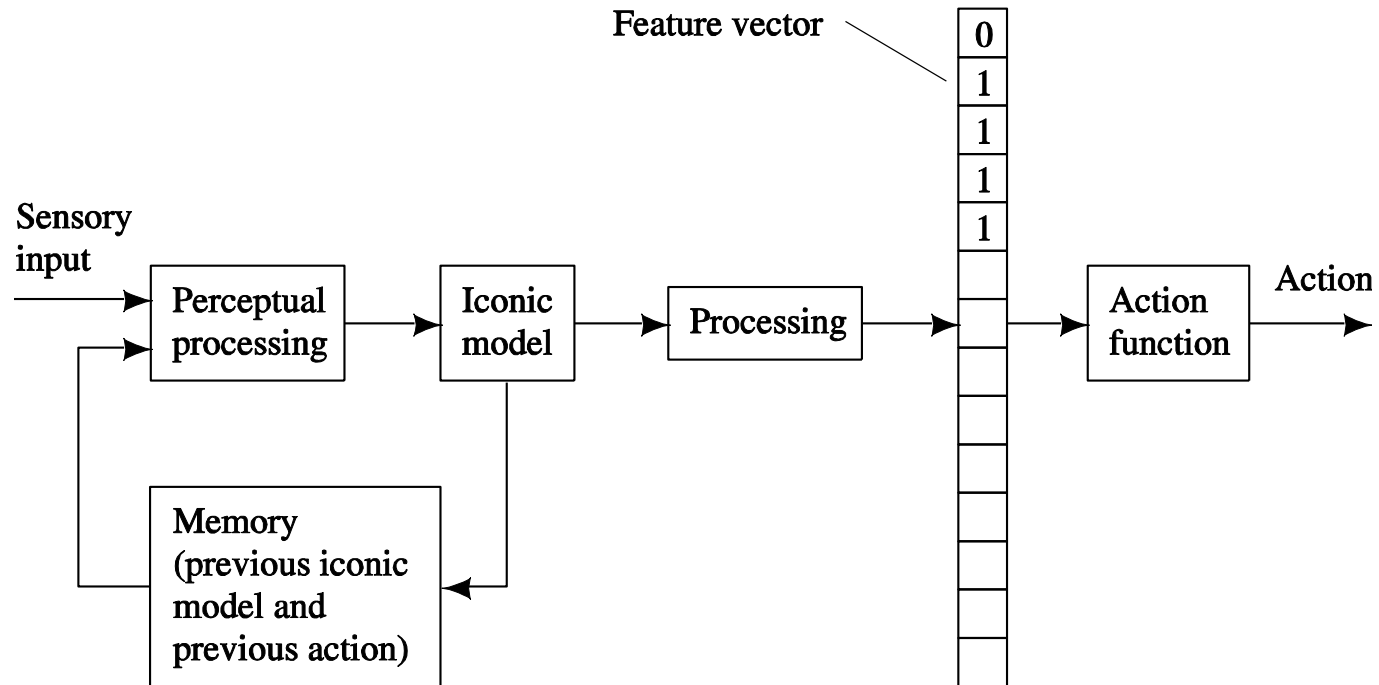 Feature vector
0
1
1
1
1
Sensory
input
Perceptual
processing
Iconic
model
Processing
Action
function
Action
Memory
(previous iconic
model and
previous action)